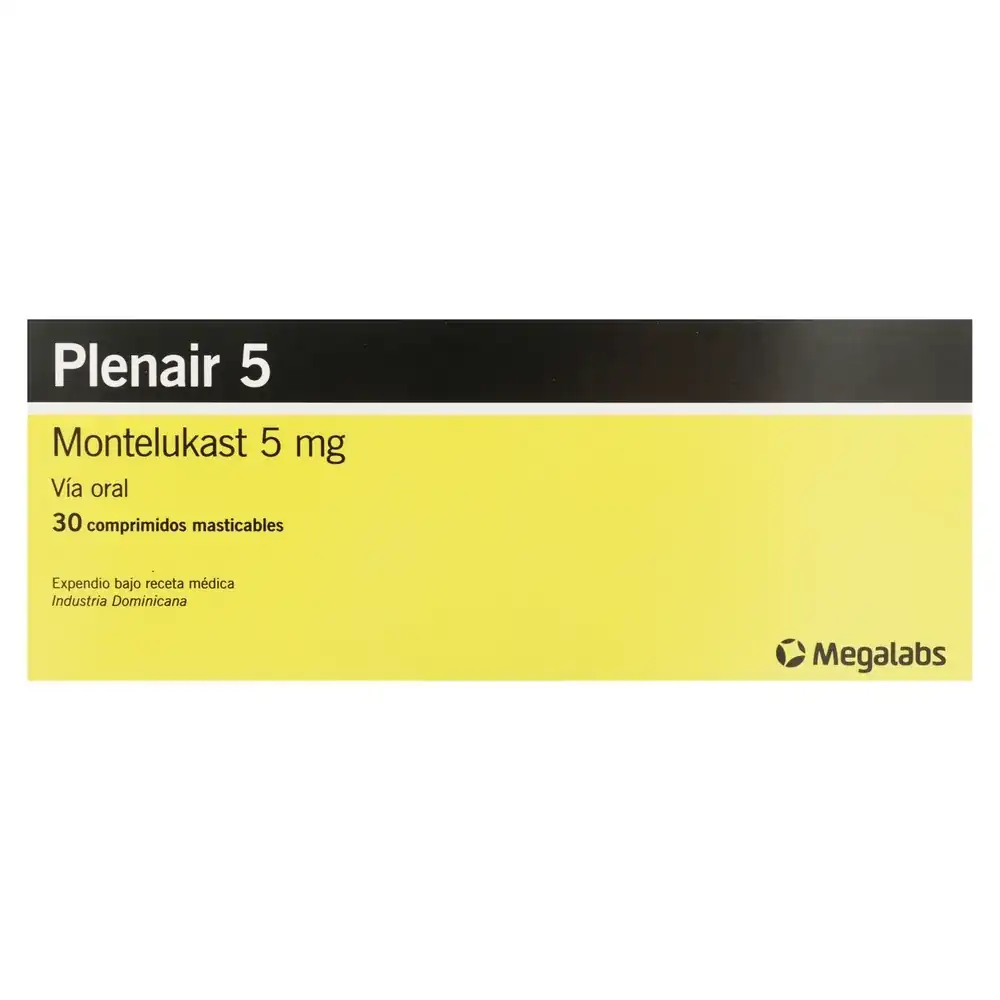 Plenair 5
Montelukast 5 mg
Vía oral
30 comprimidos masticables
Expendio bajo receta médica
Industria Dominicana
Megalabs